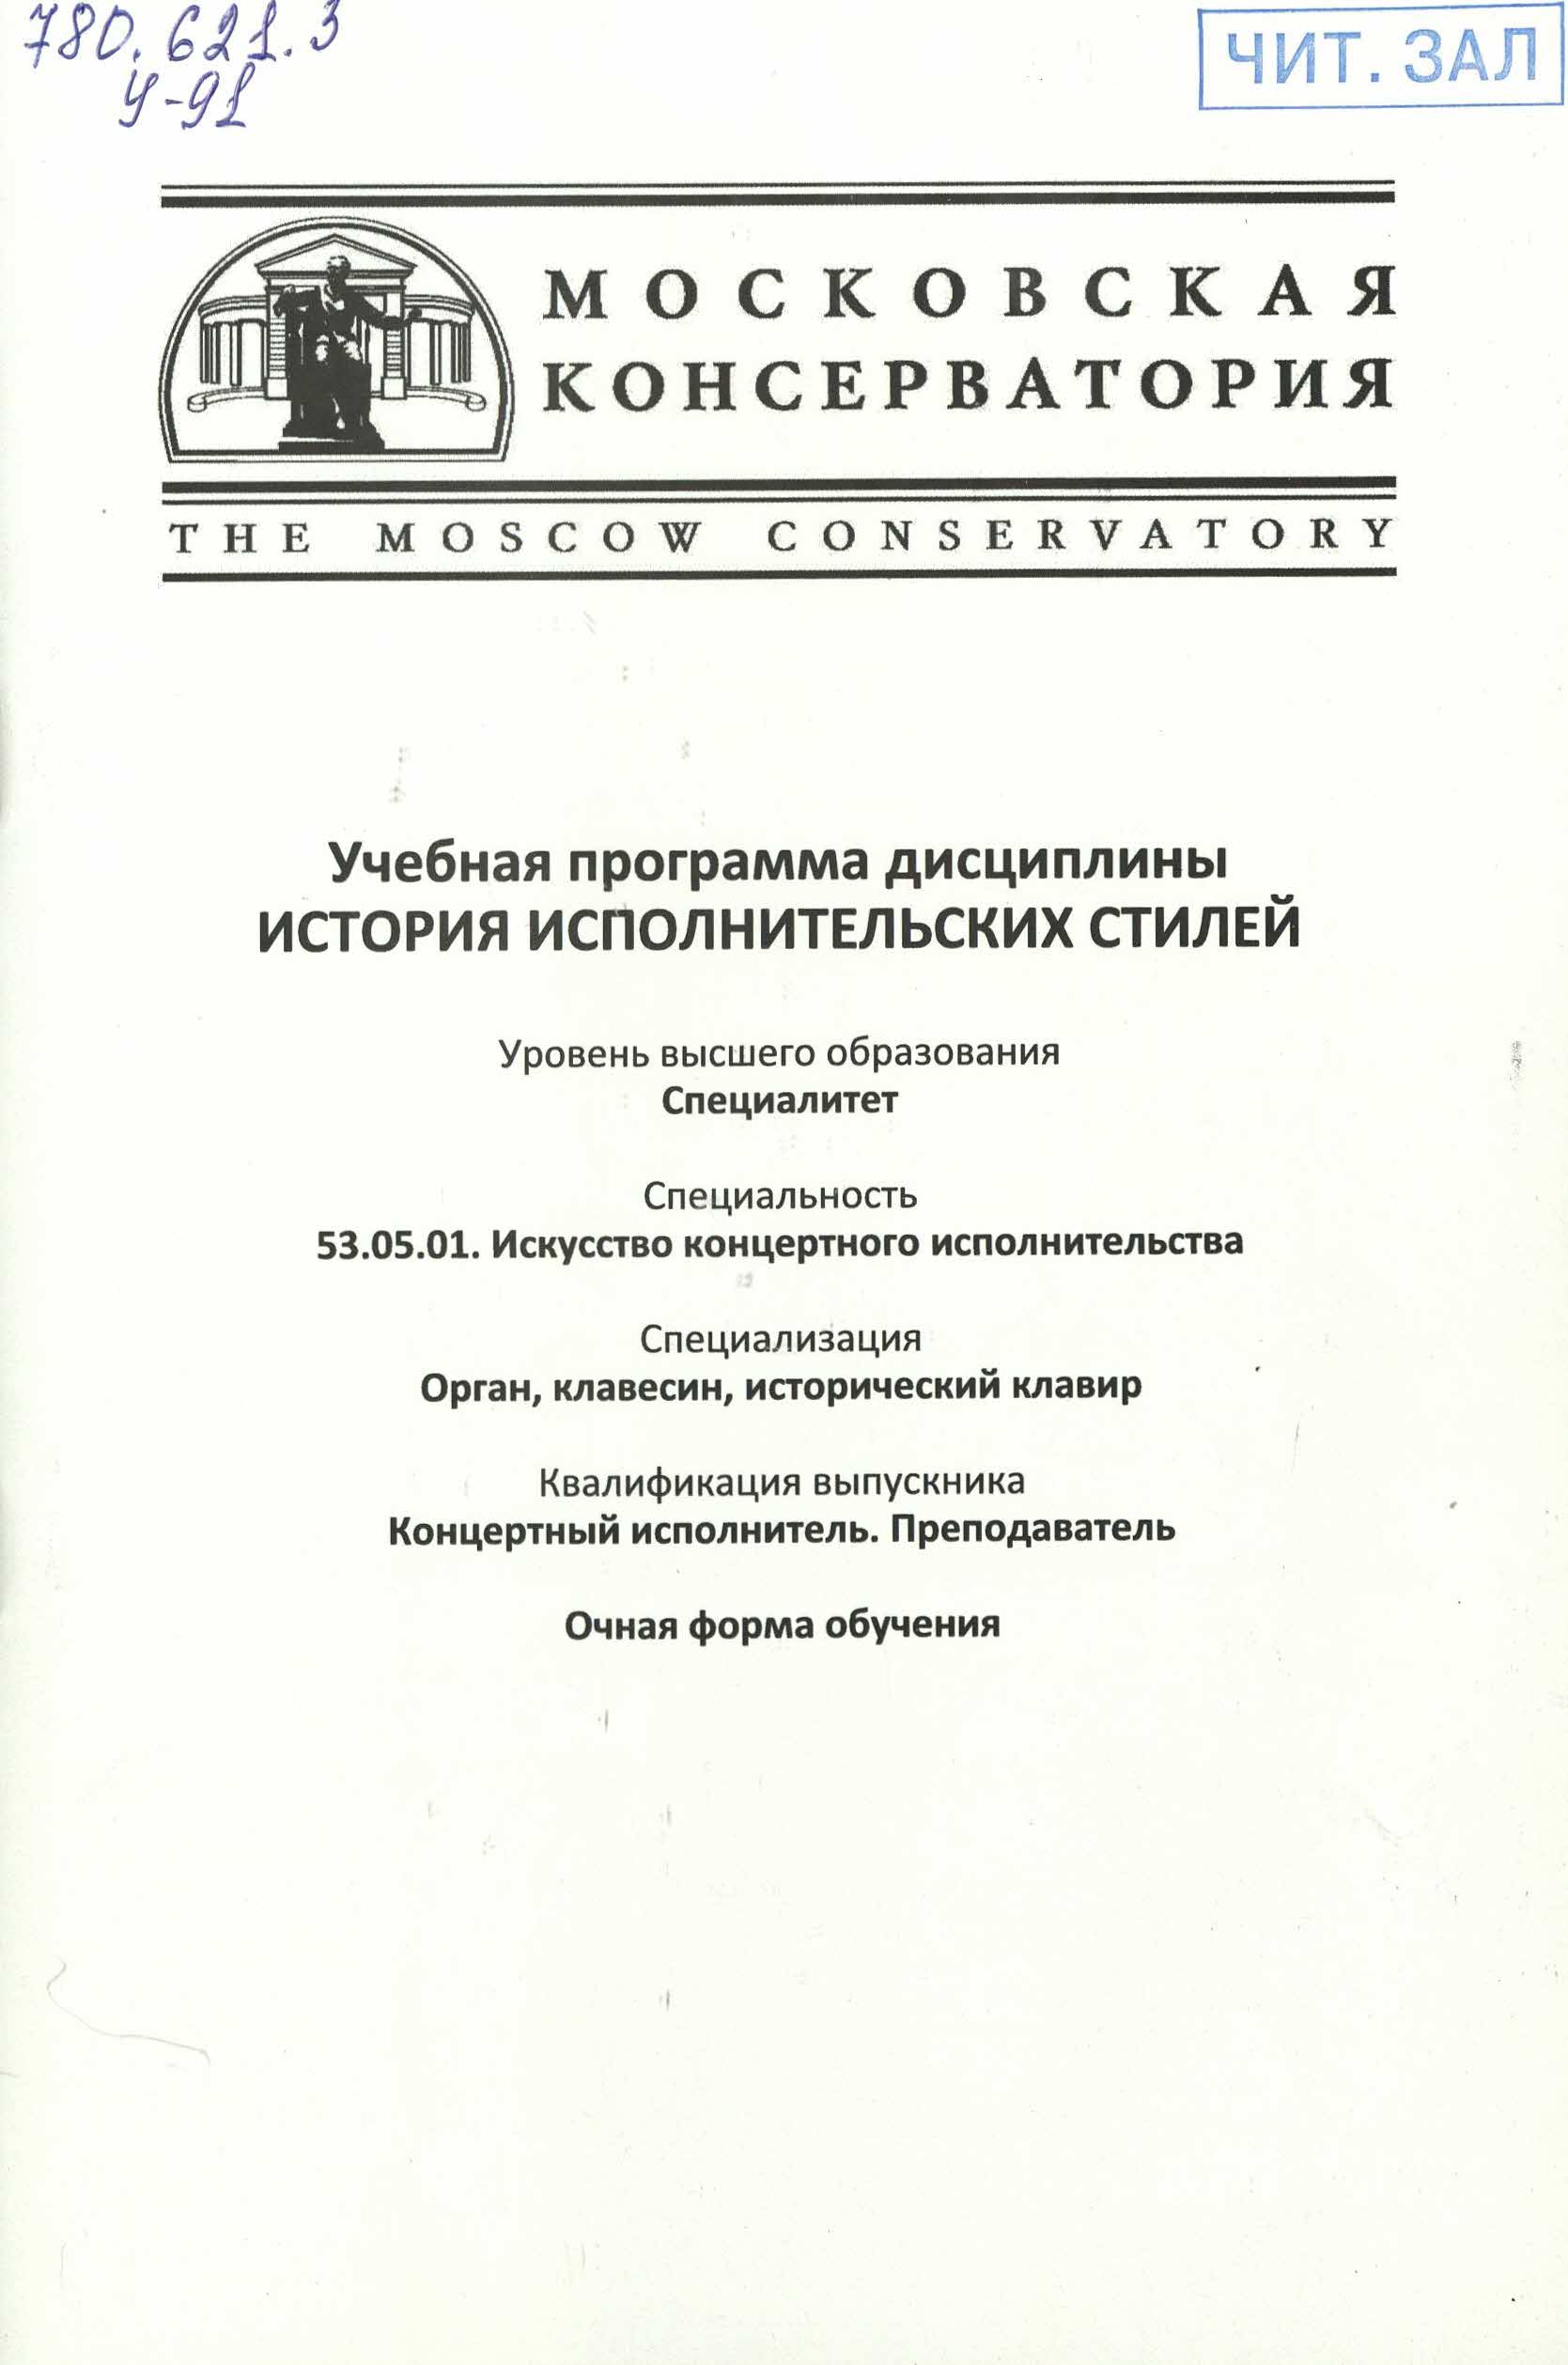 780.621.3
У-91
ЧИТ. ЗАЛ
МОСКОВСКАЯ
КОНСЕРВАТОРИЯ
THE MOSCOW CONSERVATORY
Учебная программа дисциплины
ИСТОРИЯ ИСПОЛНИТЕЛЬСКИХ СТИЛЕЙ
Уровень высшего образования
Специалитет
Специальность
53.05.01. Искусство концертного исполнительства
Специализация
Орган, клавесин, исторический клавир
Квалификация выпускника
Концертный исполнитель. Преподаватель
Очная форма обучения